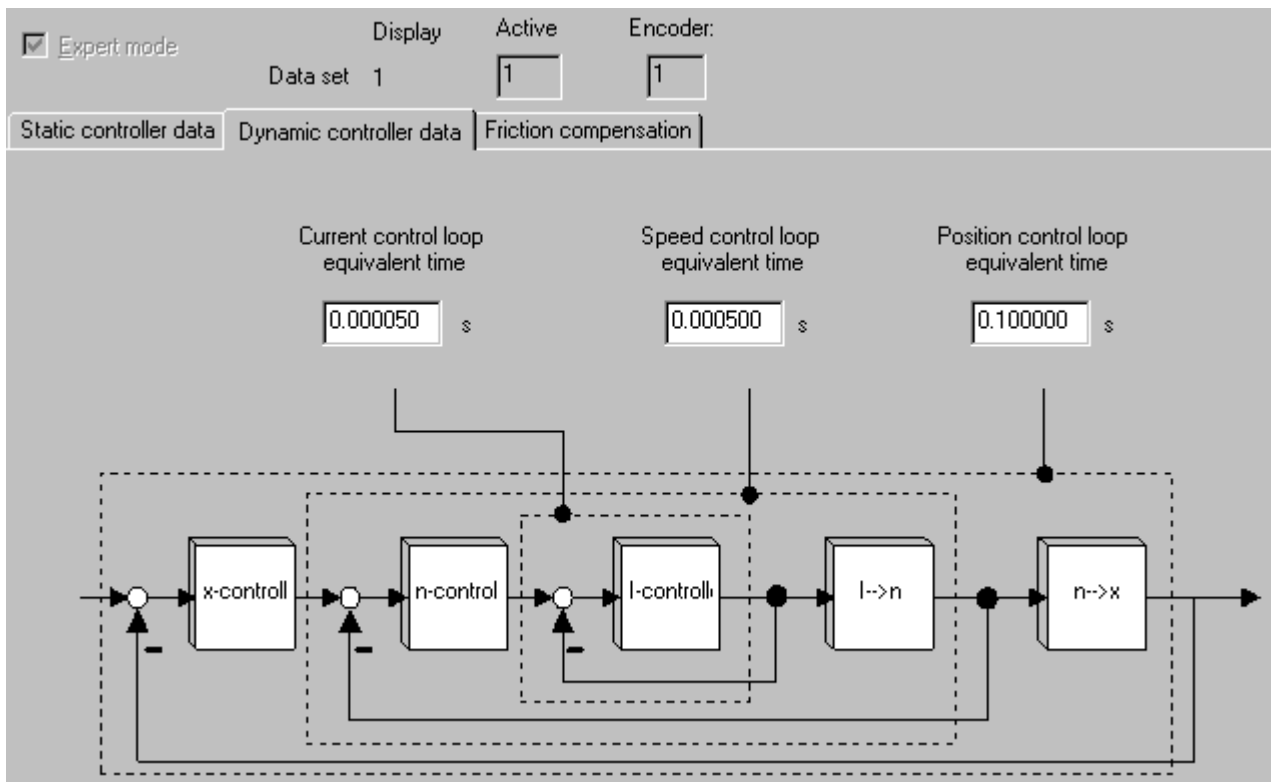 Expert mode
Display Active Encoder:
Data set 1 1 1
Static controller data Dynamic controller data Friction compensation
Current control loop
equivalent time
Speed control loop
equivalent time
Position control loop
equivalent time
0.000050 s 0.000500 s 0.100000 s
x-controll n-control I-controlle I-->n n-->x
- - -